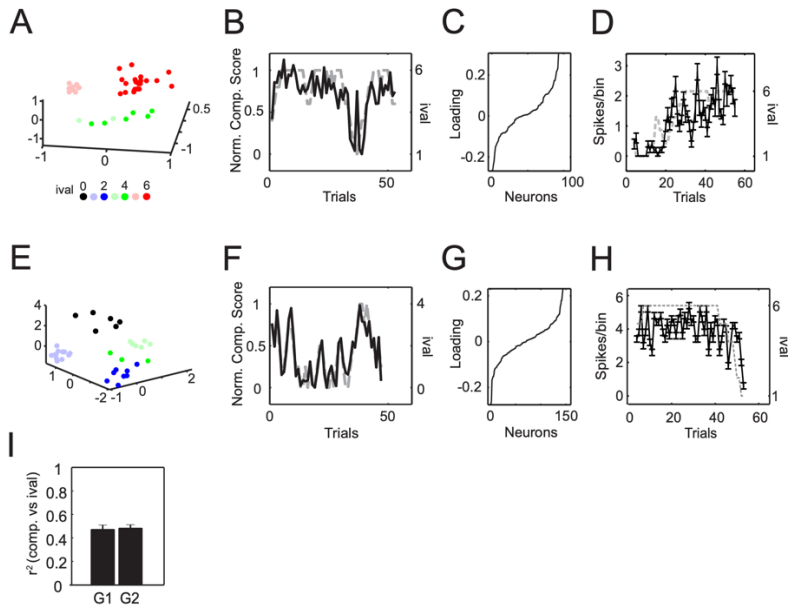 A
1
0
-1
-1
0
1
-1
0.5
ival
0 2 4 6
B
Norm. Comp. Score
1
0.5
0
0
50
Trials
6
1
ival
C
Loading
0.2
0
-0.2
0
100
Neurons
D
Spikes/bin
3
2
1
0
0 20 40 60
Trials
6
1
ival
E
4
2
0
1
0
-1
-2
-1
0
2
F
Norm. Comp. Score
1
0.5
0
0
50
Trials
4
0
ival
G
Loading
0.2
0
-0.2
0
150
Neurons
H
Spikes/bin
6
4
2
0
0 20 40 60
Trials
6
1
ival
I
r² (comp. vs ival)
1
0.8
0.6
0.4
0.2
0
G1 G2